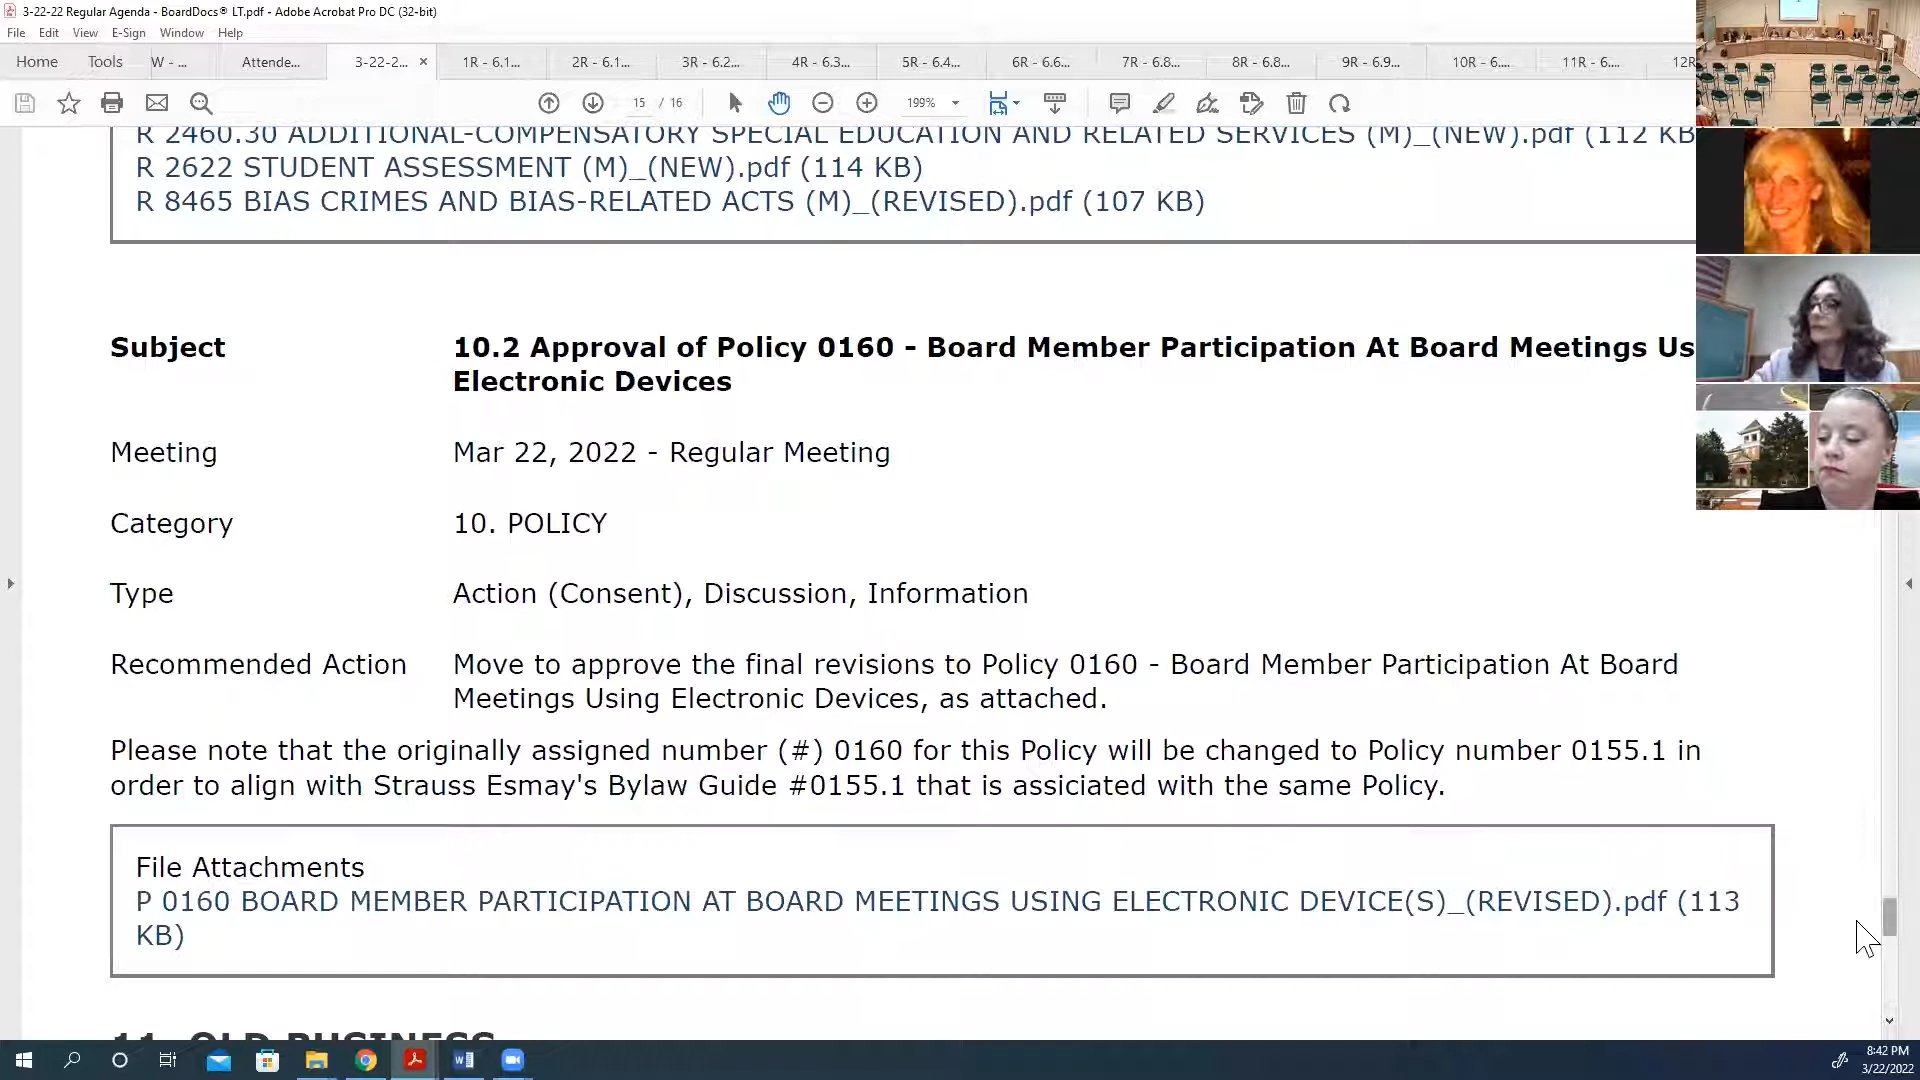 3-22-22 Regular Agenda - BoardDocs® LT.pdf - Adobe Acrobat Pro DC (32-bit)
File Edit View E-Sign Window Help
Home Tools W - ... Attende... 3-22-2... × 1R - 6.1... 2R - 6.1... 3R - 6.2... 4R - 6.3... 5R - 6.4... 6R - 6.6... 7R - 6.8... 8R - 6.8... 9R - 6.9... 10R - 6.... 11R - 6.... 12R
15 / 16 199%
R 2460.30 ADDITIONAL-COMPENSATORY SPECIAL EDUCATION AND RELATED SERVICES (M)_(NEW).pdf (112 KB
R 2622 STUDENT ASSESSMENT (M)_(NEW).pdf (114 KB)
R 8465 BIAS CRIMES AND BIAS-RELATED ACTS (M)_(REVISED).pdf (107 KB)
Subject 10.2 Approval of Policy 0160 - Board Member Participation At Board Meetings Us
Electronic Devices
Meeting Mar 22, 2022 - Regular Meeting
Category 10. POLICY
Type Action (Consent), Discussion, Information
Recommended Action Move to approve the final revisions to Policy 0160 - Board Member Participation At Board
Meetings Using Electronic Devices, as attached.
Please note that the originally assigned number (#) 0160 for this Policy will be changed to Policy number 0155.1 in
order to align with Strauss Esmay's Bylaw Guide #0155.1 that is assiciated with the same Policy.
File Attachments
P 0160 BOARD MEMBER PARTICIPATION AT BOARD MEETINGS USING ELECTRONIC DEVICE(S)_(REVISED).pdf (113
KB)
11. OLD BUSINESS
8:42 PM
3/22/2022